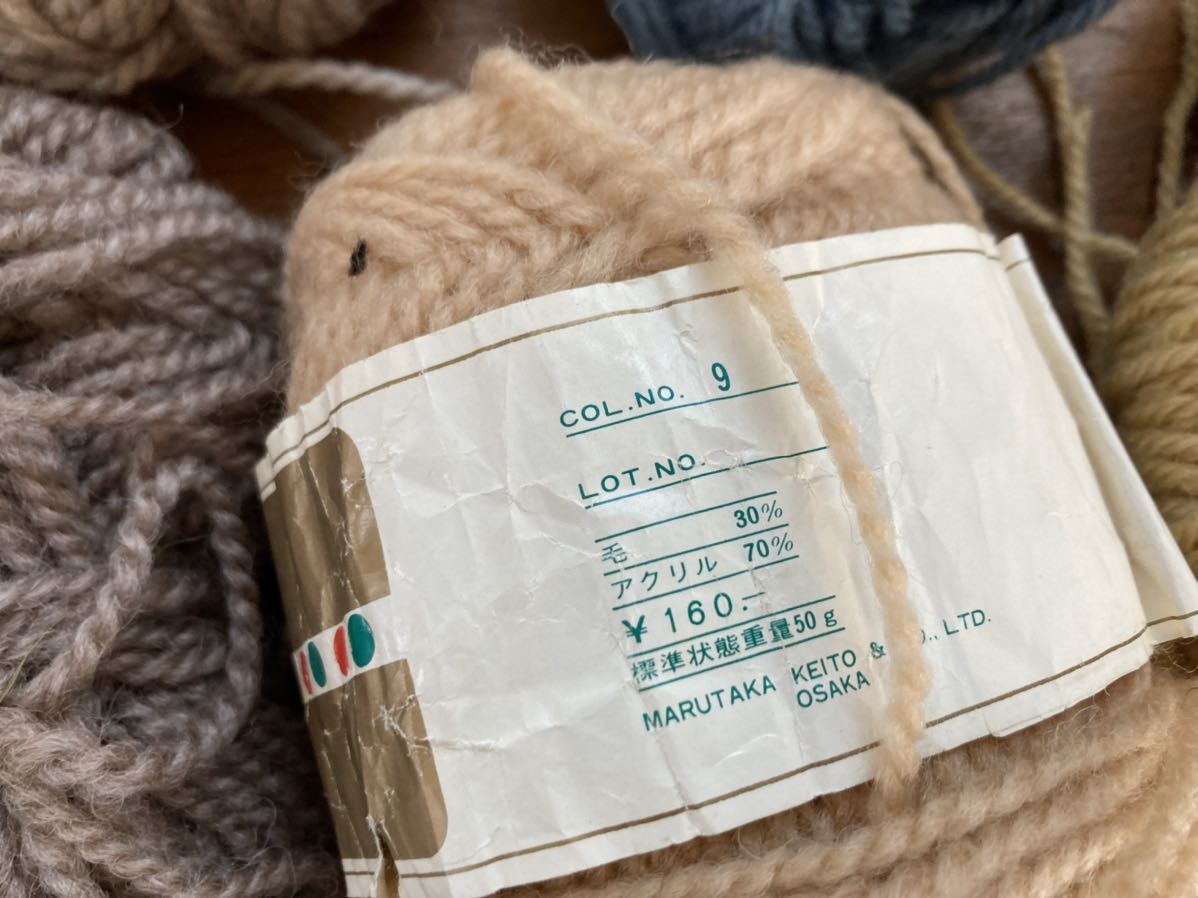 COL.NO. 9
LOT.NO.
毛 30%
アクリル 70%
¥160.-
標準状態重量50g
MARUTAKA KEITO & ., LTD.
OSAKA